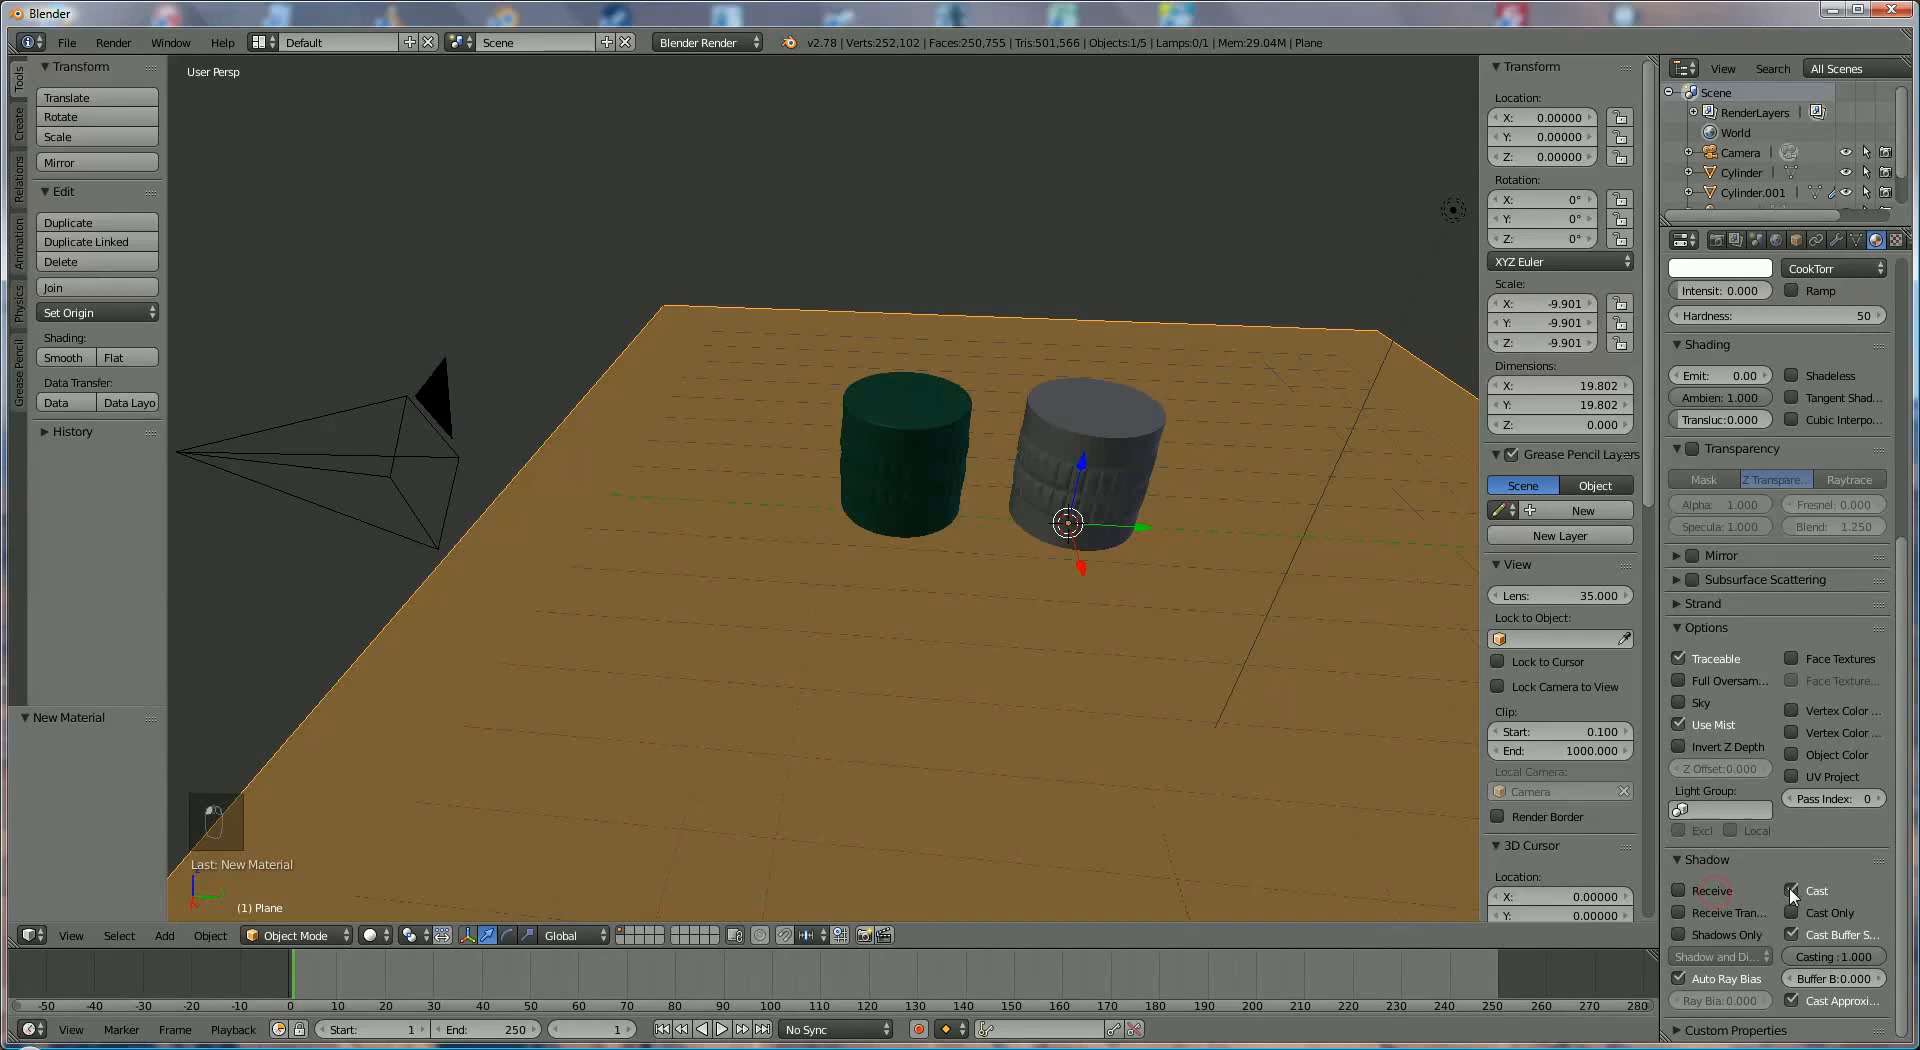 Blender
File Render Window Help Default Scene Blender Render v2.78 | Verts:252,102 | Faces:250,755 | Tris:501,566 | Objects:1/5 | Lamps:0/1 | Mem:29.04M | Plane
Tools
Create
Relations
Animation
Physics
Grease Pencil
Transform
Translate
Rotate
Scale
Mirror
Edit
Duplicate
Duplicate Linked
Delete
Join
Set Origin
Shading:
Smooth Flat
Data Transfer:
Data Data Layo
History
New Material
User Persp
Last: New Material
(1) Plane
Transform
Location:
X: 0.00000
Y: 0.00000
Z: 0.00000
Rotation:
X: 0°
Y: 0°
Z: 0°
XYZ Euler
Scale:
X: -9.901
Y: -9.901
Z: -9.901
Dimensions:
X: 19.802
Y: 19.802
Z: 0.000
Grease Pencil Layers
Scene Object
New
New Layer
View
Lens: 35.000
Lock to Object:
Lock to Cursor
Lock Camera to View
Clip:
Start: 0.100
End: 1000.000
Local Camera:
Camera
Render Border
3D Cursor
Location:
X: 0.00000
Y: 0.00000
View Search All Scenes
Scene
RenderLayers
World
Camera
Cylinder
Cylinder.001
CookTorr
Intensit: 0.000 Ramp
Hardness: 50
Shading
Emit: 0.00 Shadeless
Ambien: 1.000 Tangent Shad...
Transluc:0.000 Cubic Interpo...
Transparency
Mask Z Transpare... Raytrace
Alpha: 1.000 Fresnel: 0.000
Specula: 1.000 Blend: 1.250
Mirror
Subsurface Scattering
Strand
Options
Traceable Face Textures
Full Oversam... Face Texture...
Sky Vertex Color ...
Use Mist Vertex Color ...
Invert Z Depth Object Color
Z Offset:0.000 UV Project
Light Group: Pass Index: 0
Excl Local
Shadow
Receive Cast
Receive Tran... Cast Only
Shadows Only Cast Buffer S...
Shadow and Di... Casting : 1.000
Auto Ray Bias Buffer B:0.000
Ray Bia: 0.000 Cast Approxi...
Custom Properties
View Select Add Object Object Mode Global
-50 -40 -30 -20 -10 0 10 20 30 40 50 60 70 80 90 100 110 120 130 140 150 160 170 180 190 200 210 220 230 240 250 260 270 280
View Marker Frame Playback Start: 1 End: 250 1 No Sync